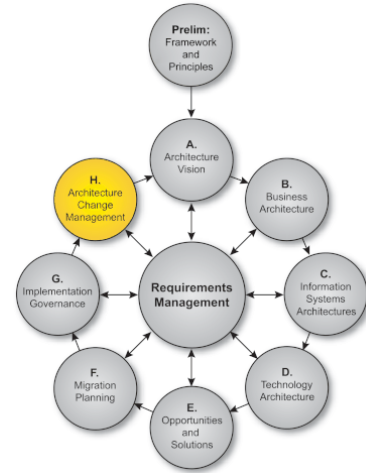 Prelim:
Framework
and
Principles
A.
Architecture
Vision
H.
Architecture
Change
Management
B.
Business
Architecture
G.
Implementation
Governance
Requirements
Management
C.
Information
Systems
Architectures
F.
Migration
Planning
D.
Technology
Architecture
E.
Opportunities
and
Solutions